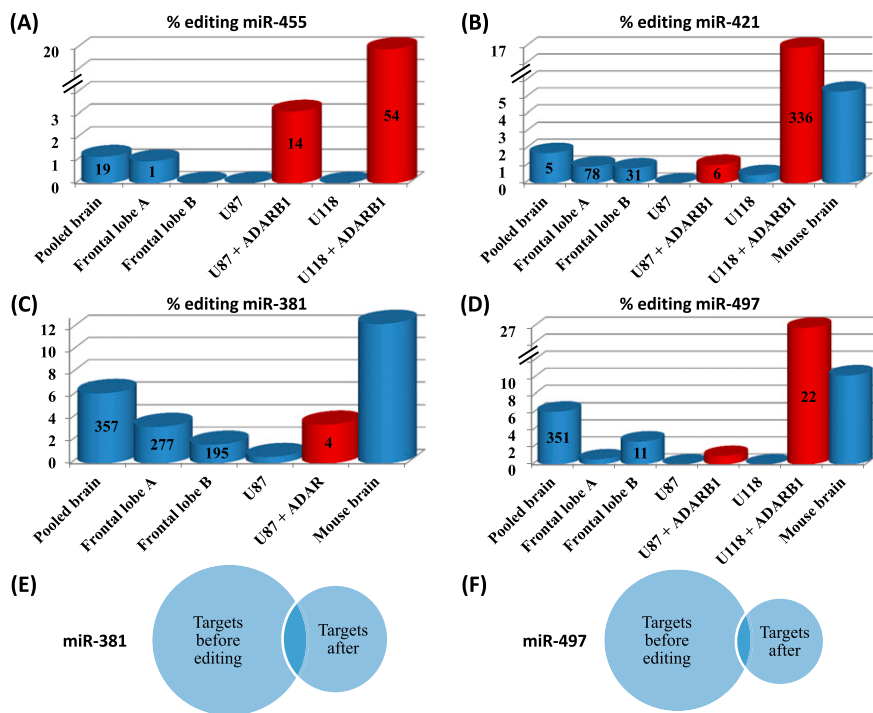 (A)
% editing miR-455
20
3
2
1
0
19
1
14
54
Pooled brain
Frontal lobe A
Frontal lobe B
U87
U87 + ADARB1
U118
U118 + ADARB1
(B)
% editing miR-421
17
5
4
3
2
1
0
5
78
31
6
336
Pooled brain
Frontal lobe A
Frontal lobe B
U87
U87 + ADARB1
U118
U118 + ADARB1
Mouse brain
(C)
% editing miR-381
12
10
8
6
4
2
0
357
277
195
4
Pooled brain
Frontal lobe A
Frontal lobe B
U87
U87 + ADAR
Mouse brain
(D)
% editing miR-497
27
10
8
6
4
2
0
351
11
22
Pooled brain
Frontal lobe A
Frontal lobe B
U87
U87 + ADARB1
U118
U118 + ADARB1
Mouse brain
(E)
miR-381
Targets
before
editing
Targets
after
(F)
miR-497
Targets
before
editing
Targets
after